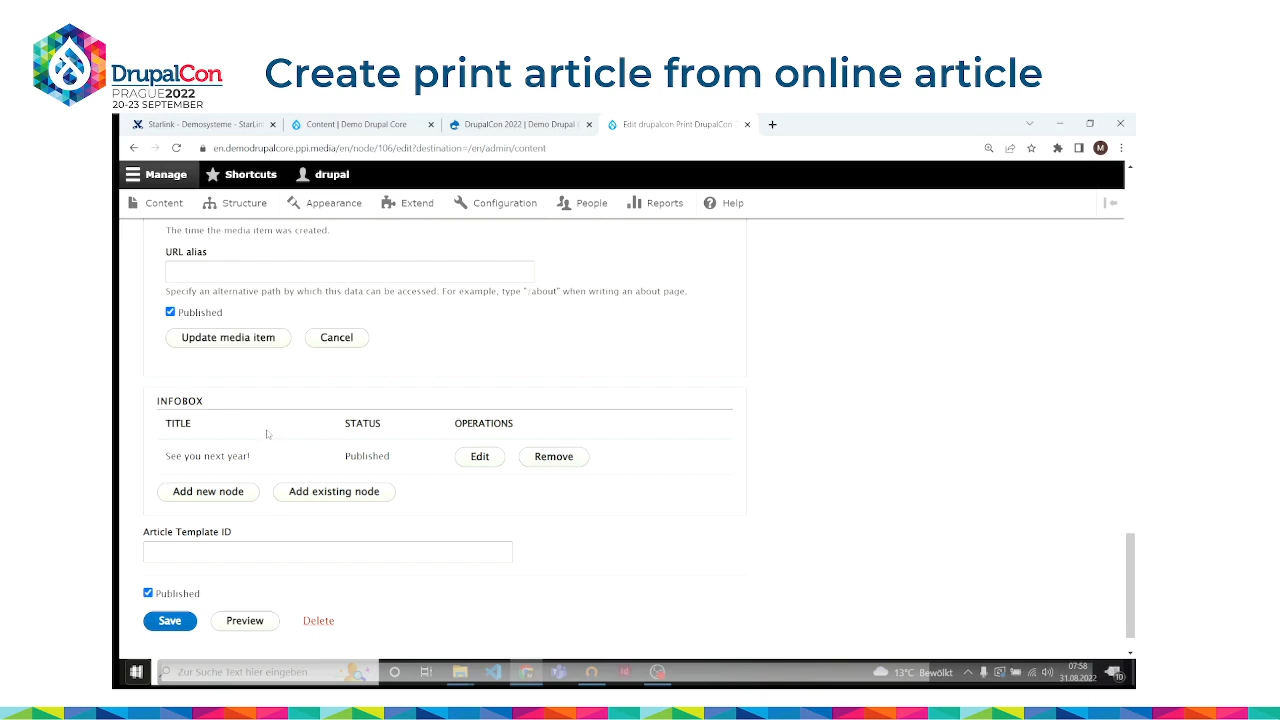 DrupalCon
PRAGUE2022
20-23 SEPTEMBER
Create print article from online article
Starlink - Demosysteme - StarLin
Content | Demo Drupal Core
DrupalCon 2022 | Demo Drupal
Edit drupalcon Print DrupalCon
en.demodrupalcore.ppi.media/en/node/106/edit?destination=/en/admin/content
M
Manage
Shortcuts
drupal
Content
Structure
Appearance
Extend
Configuration
People
Reports
Help
The time the media item was created.
URL alias
Specify an alternative path by which this data can be accessed. For example, type "/about" when writing an about page.
Published
Update media item
Cancel
INFOBOX
TITLE
STATUS
OPERATIONS
See you next year!
Published
Edit
Remove
Add new node
Add existing node
Article Template ID
Published
Save
Preview
Delete
Zur Suche Text hier eingeben
13°C Bewölkt
07:58
31.08.2022
10